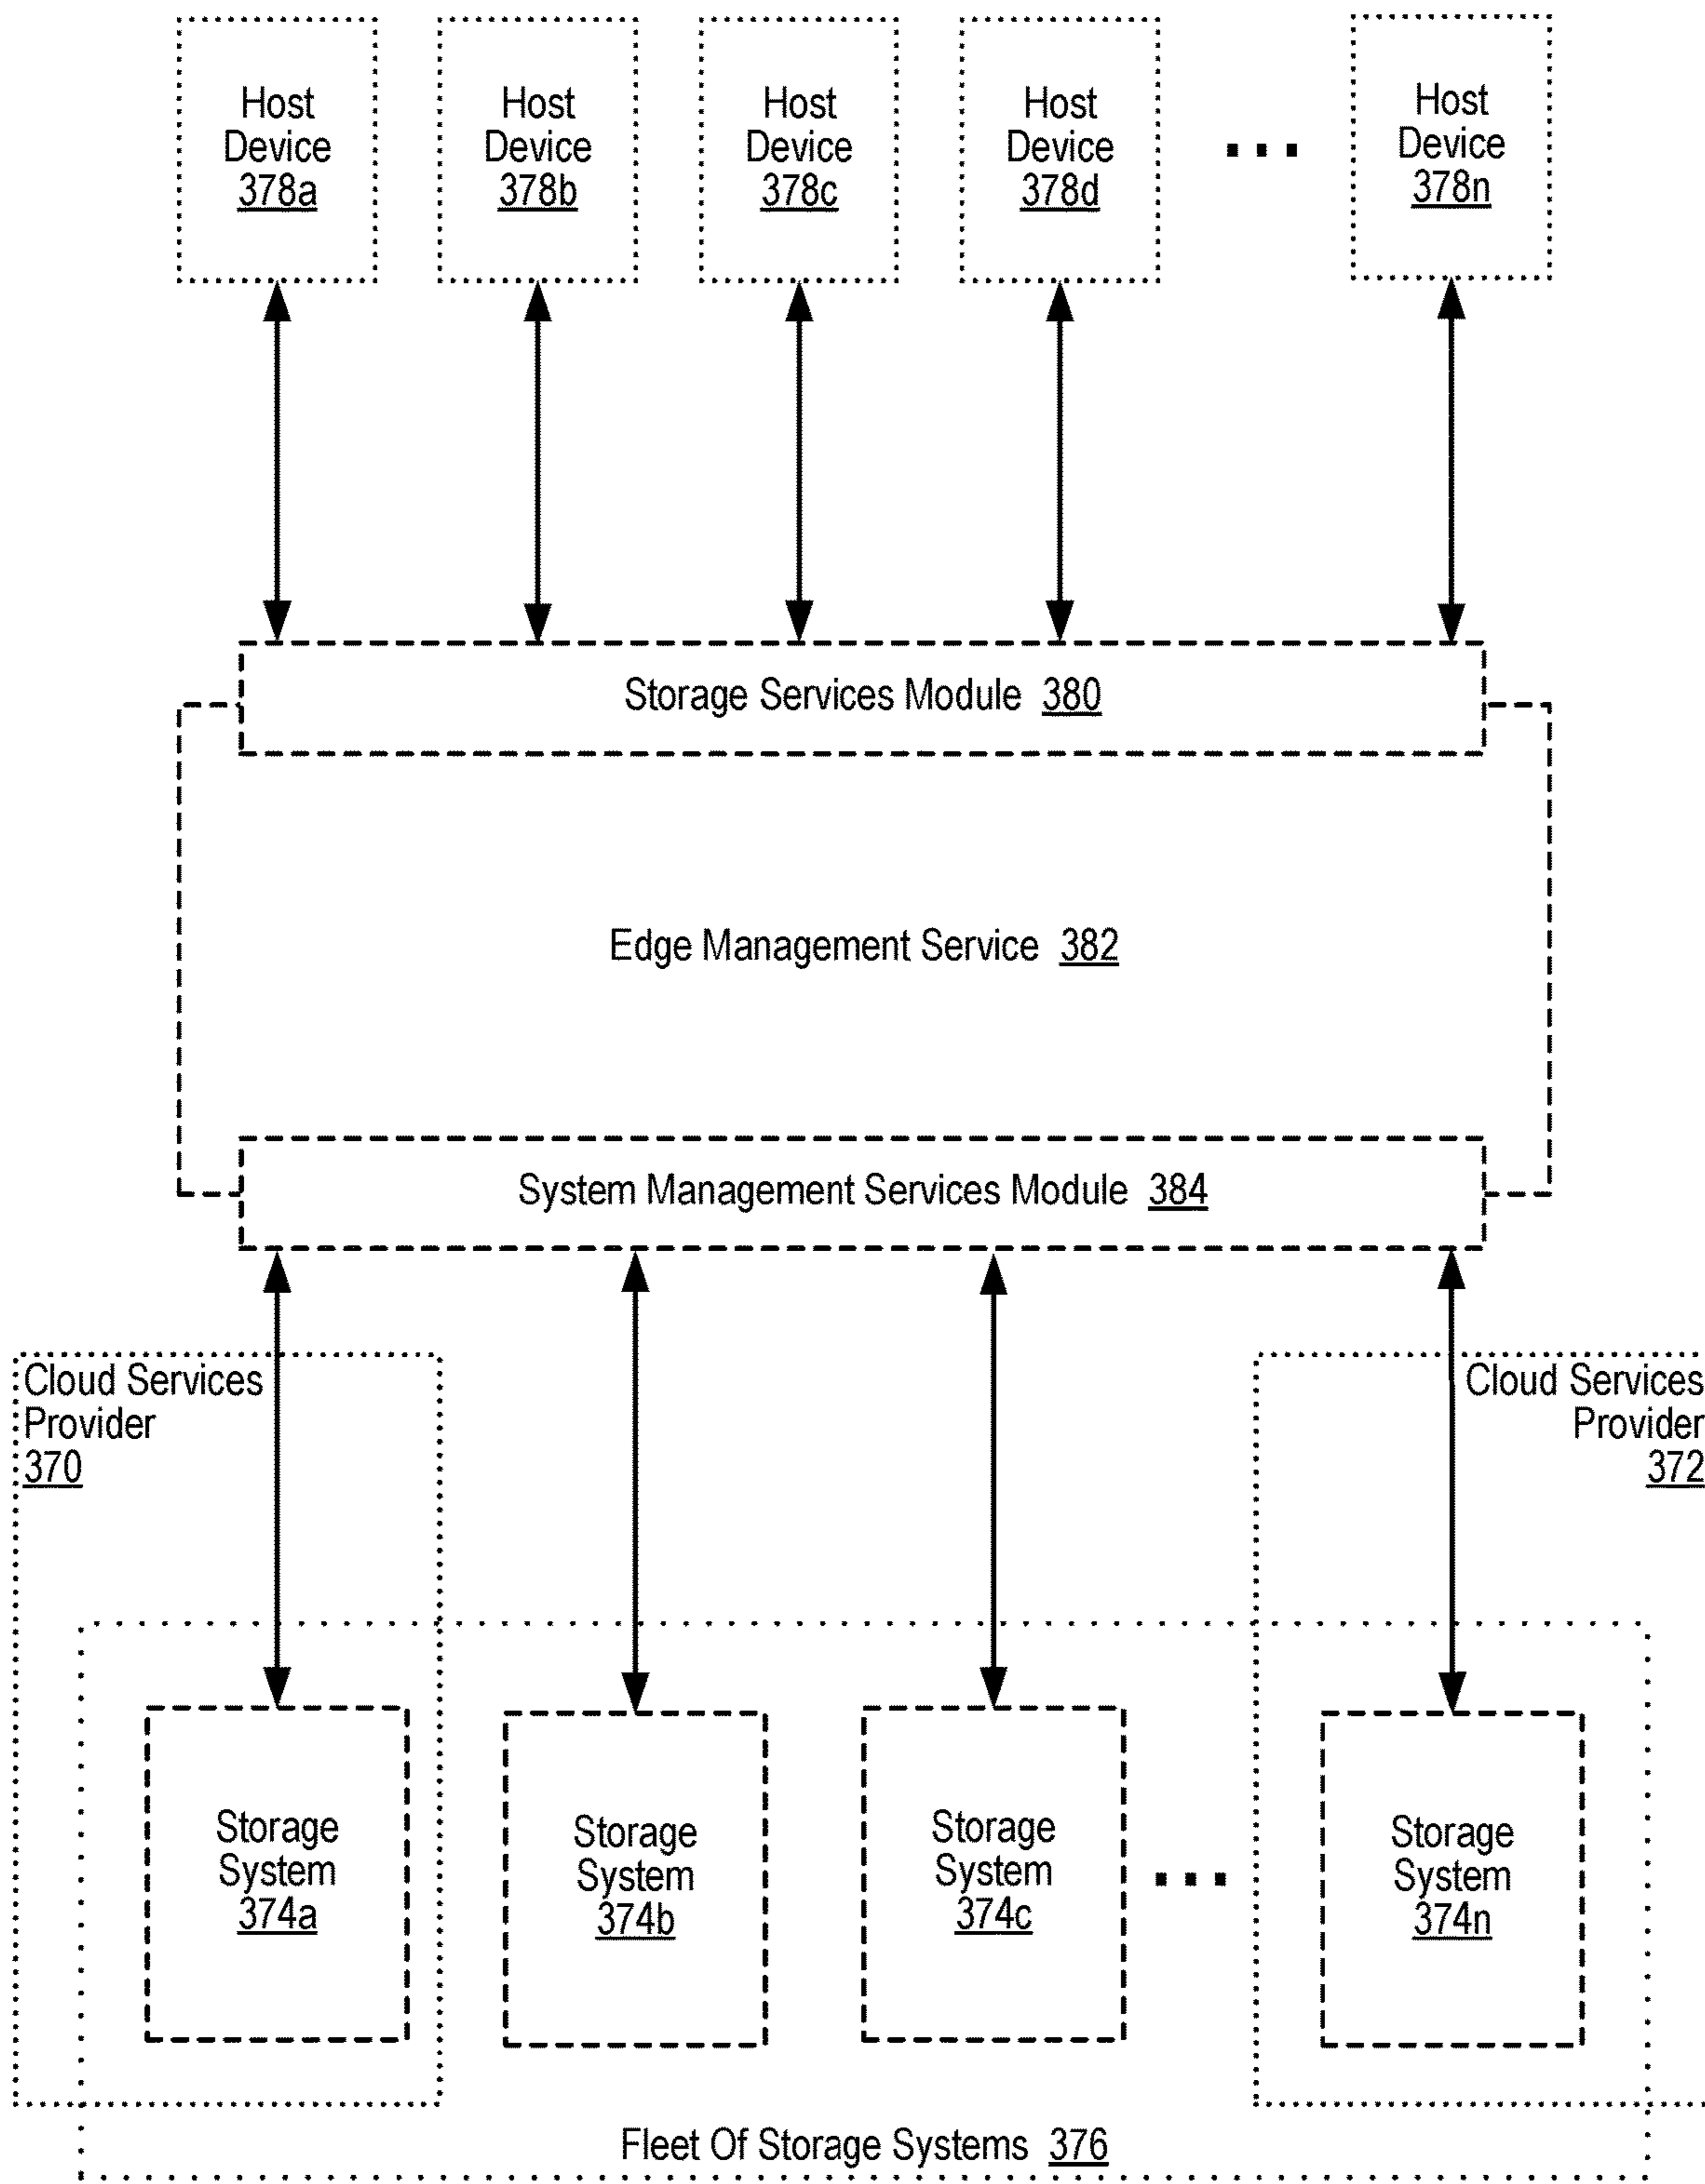 Host
Device
378a
Host
Device
378b
Host
Device
378c
Host
Device
378d
...
Host
Device
378n
Storage Services Module 380
Edge Management Service 382
System Management Services Module 384
Cloud Services
Provider
370
Cloud Services
Provider
372
Storage
System
374a
Storage
System
374b
Storage
System
374c
...
Storage
System
374n
Fleet Of Storage Systems 376